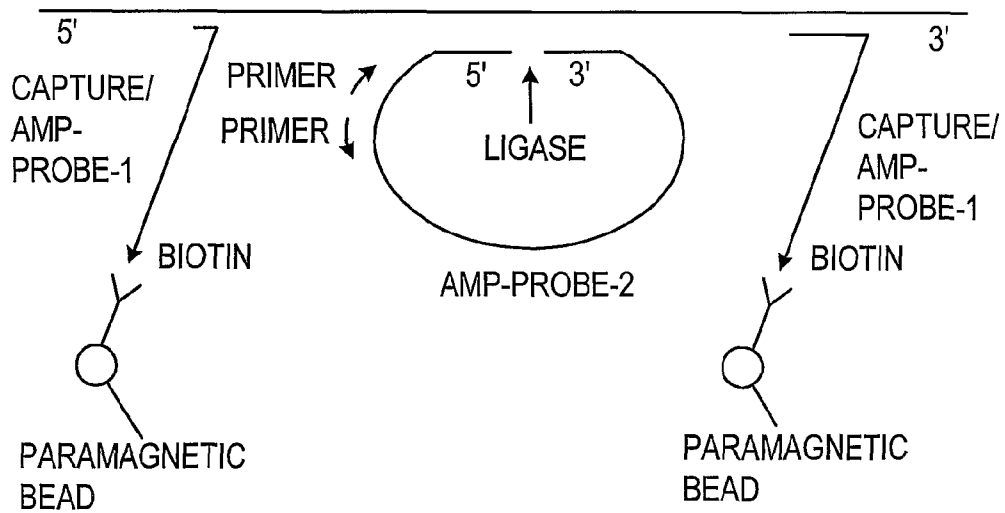 5'
3'
CAPTURE/
AMP-
PROBE-1
PRIMER
PRIMER
5'
3'
LIGASE
CAPTURE/
AMP-
PROBE-1
BIOTIN
AMP-PROBE-2
BIOTIN
PARAMAGNETIC
BEAD
PARAMAGNETIC
BEAD